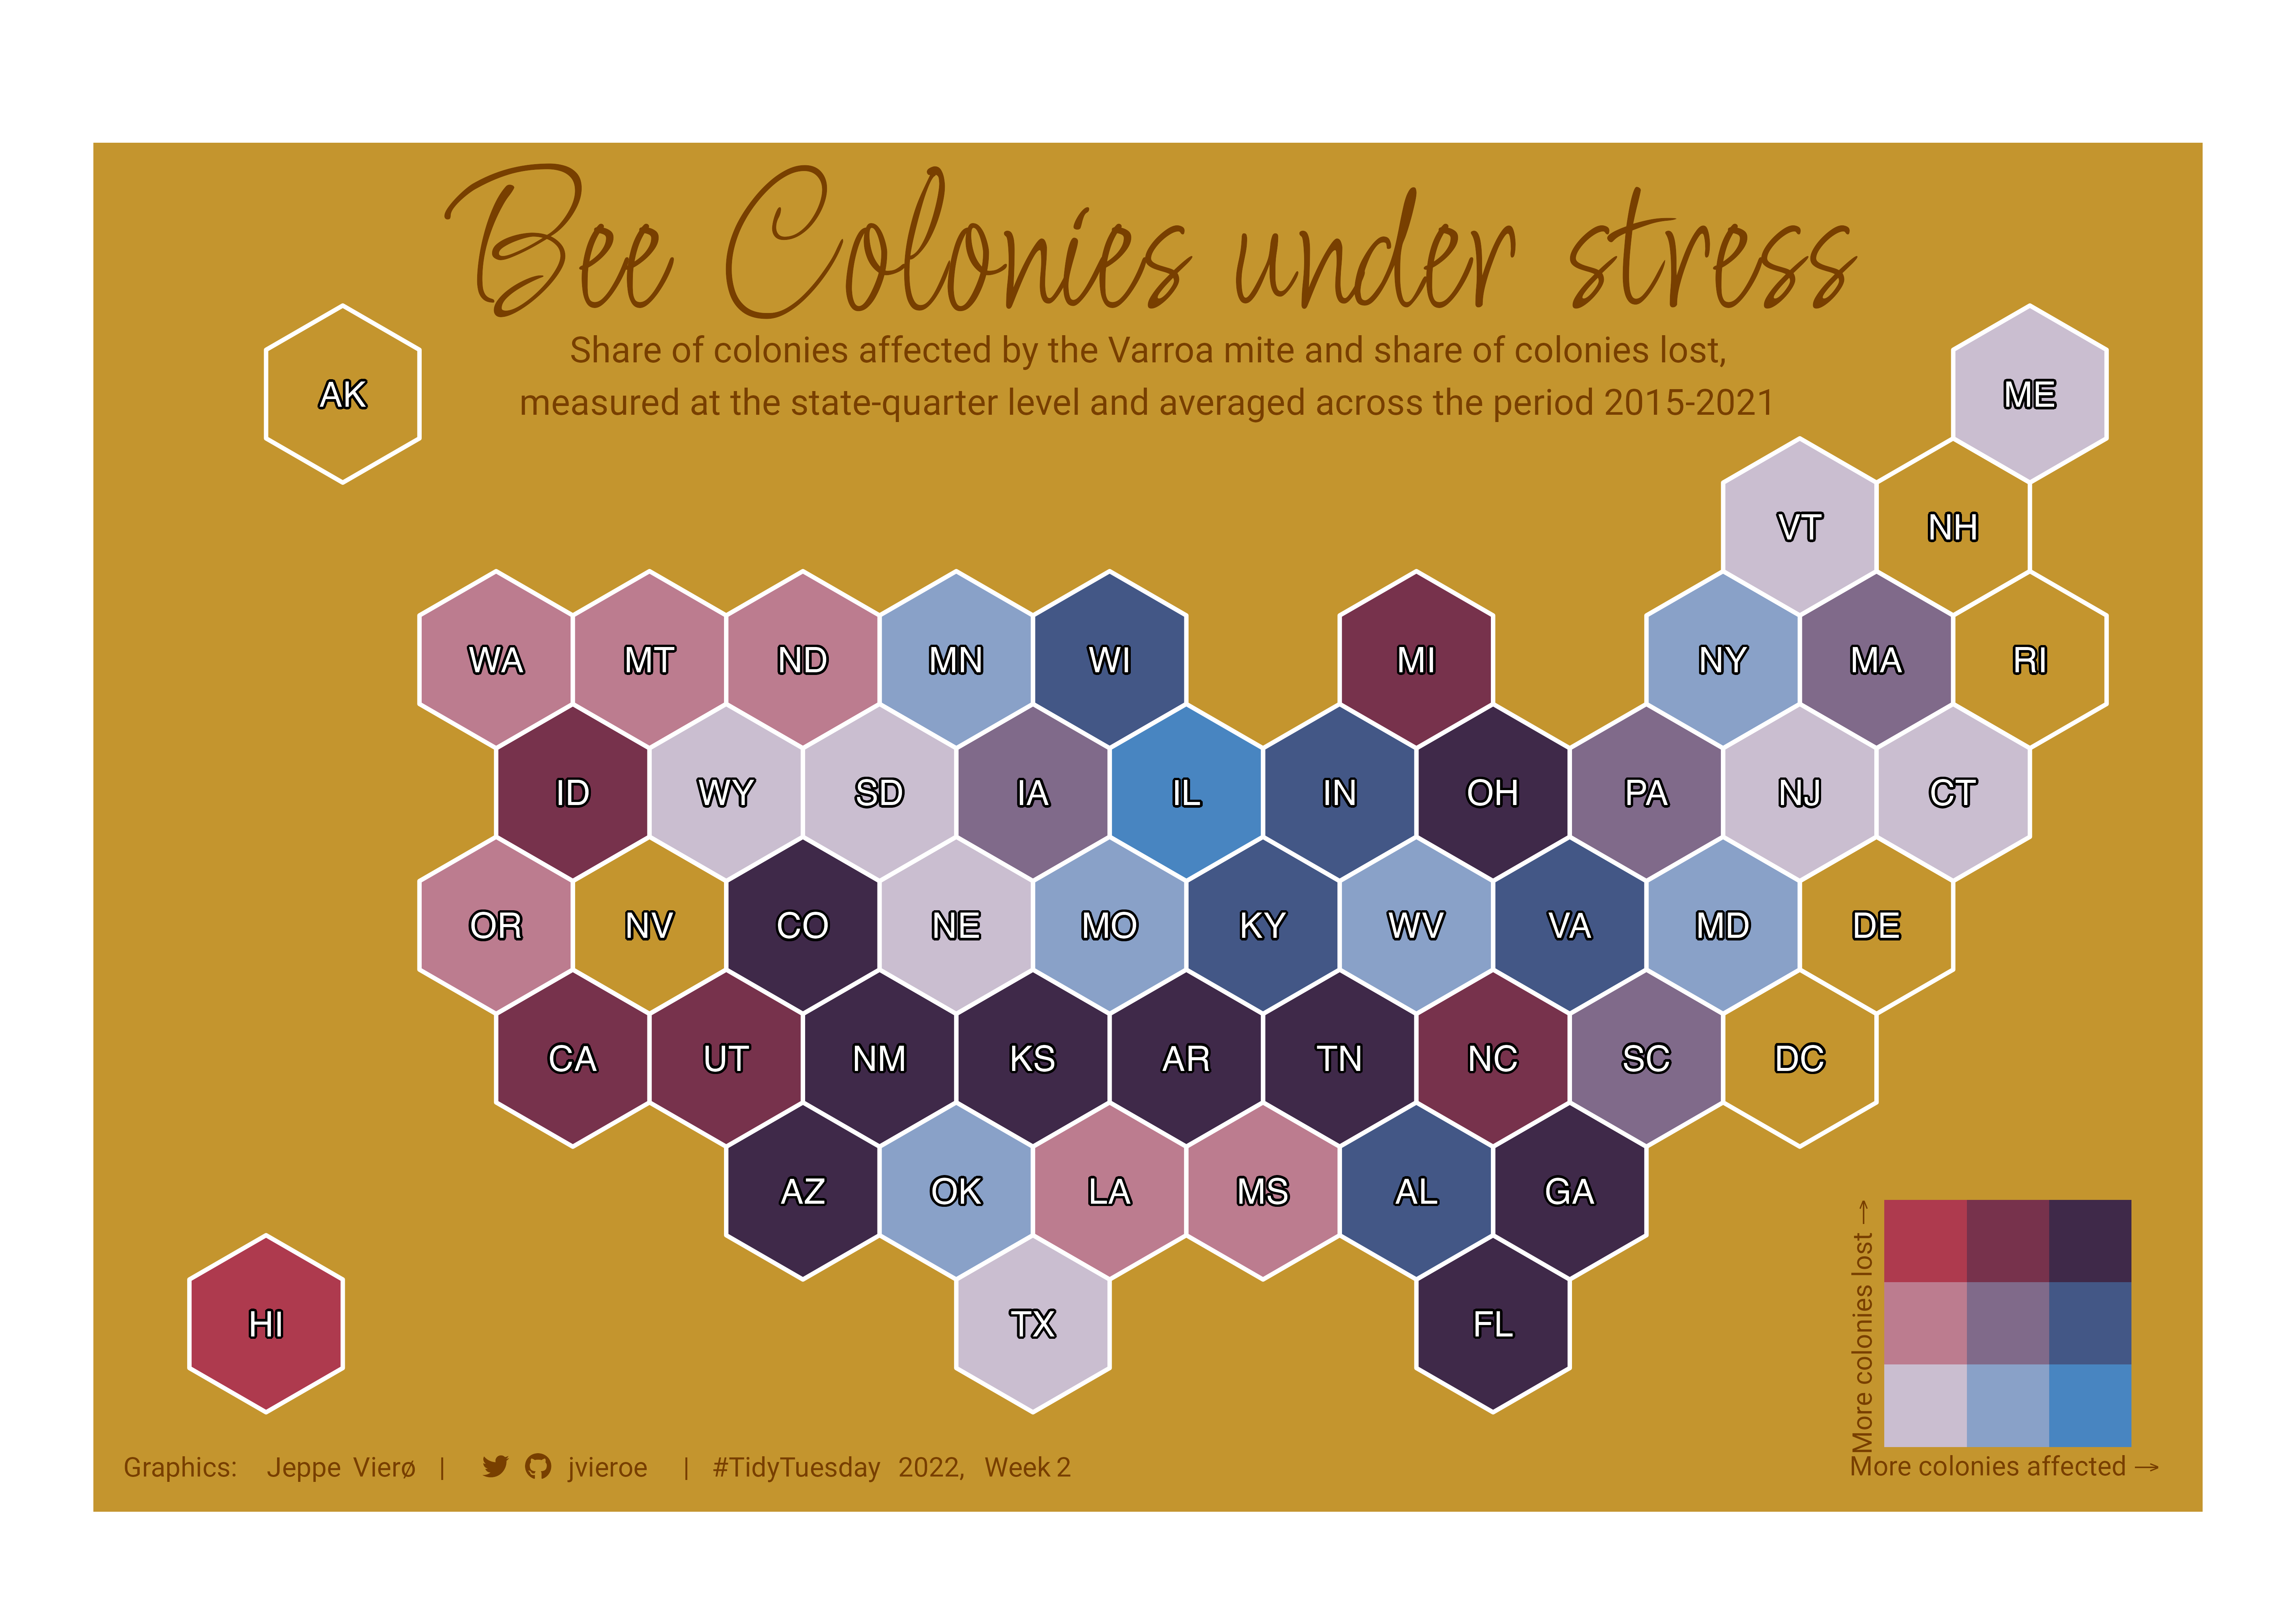 Bee Colonies under stress
Share of colonies affected by the Varroa mite and share of colonies lost,
measured at the state-quarter level and averaged across the period 2015-2021
AK
ME
VT
NH
WA
MT
ND
MN
WI
MI
NY
MA
RI
ID
WY
SD
IA
IL
IN
OH
PA
NJ
CT
OR
NV
CO
NE
MO
KY
WV
VA
MD
DE
CA
UT
NM
KS
AR
TN
NC
SC
DC
AZ
OK
LA
MS
AL
GA
HI
TX
FL
More colonies lost →
More colonies affected →
Graphics: Jeppe Vierø | jvieroe | #TidyTuesday 2022, Week 2